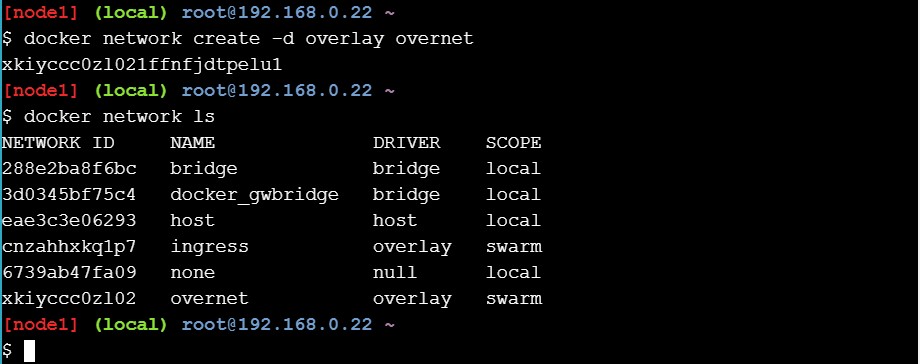 [node1] (local) root@192.168.0.22 ~
$ docker network create -d overlay overnet
xkiyccc0zl021ffnfjdtpelu1
[node1] (local) root@192.168.0.22 ~
$ docker network ls
NETWORK ID     NAME              DRIVER    SCOPE
288e2ba8f6bc   bridge            bridge    local
3d0345bf75c4   docker_gwbridge   bridge    local
eae3c3e06293   host              host      local
cnzahhxkq1p7   ingress           overlay   swarm
6739ab47fa09   none              null      local
xkiyccc0zl02   overnet           overlay   swarm
[node1] (local) root@192.168.0.22 ~
$